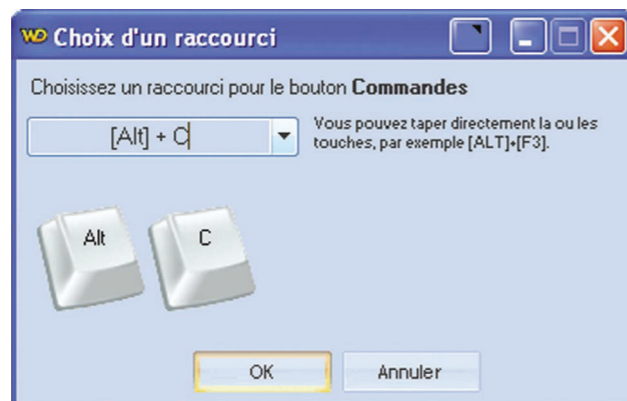 WD Choix d'un raccourci
Choisissez un raccourci pour le bouton Commandes
[Alt] + C
Vous pouvez taper directement la ou les
touches, par exemple [ALT]+[F3].
Alt C
OK Annuler